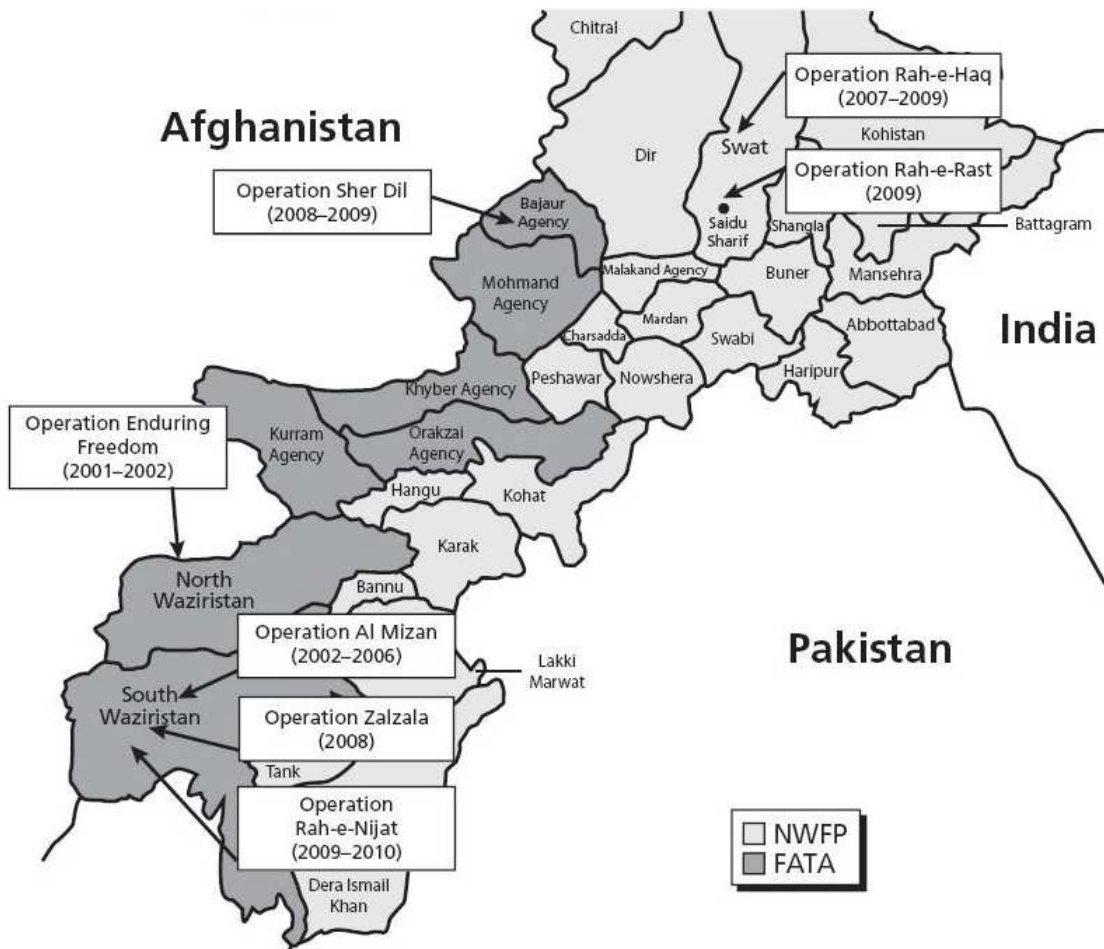 Chitral
Operation Rah-e-Haq
(2007–2009)
Afghanistan
Kohistan
Swat
Dir
Operation Rah-e-Rast
(2009)
Operation Sher Dil
(2008–2009)
Bajaur
Agency
Saidu
Sharif
Shangla
Battagram
Malakand Agency
Buner
Mansehra
Mohmand
Agency
India
Mardan
Abbottabad
Charsadda
Swabi
Haripur
Peshawar
Nowshera
Khyber Agency
Operation Enduring
Freedom
(2001–2002)
Kurram
Agency
Orakzai
Agency
Hangu
Kohat
Karak
North
Waziristan
Bannu
Operation Al Mizan
(2002–2006)
Pakistan
Lakki
Marwat
South
Waziristan
Operation Zalzala
(2008)
Tank
Operation
Rah-e-Nijat
(2009–2010)
NWFP
FATA
Dera Ismail
Khan